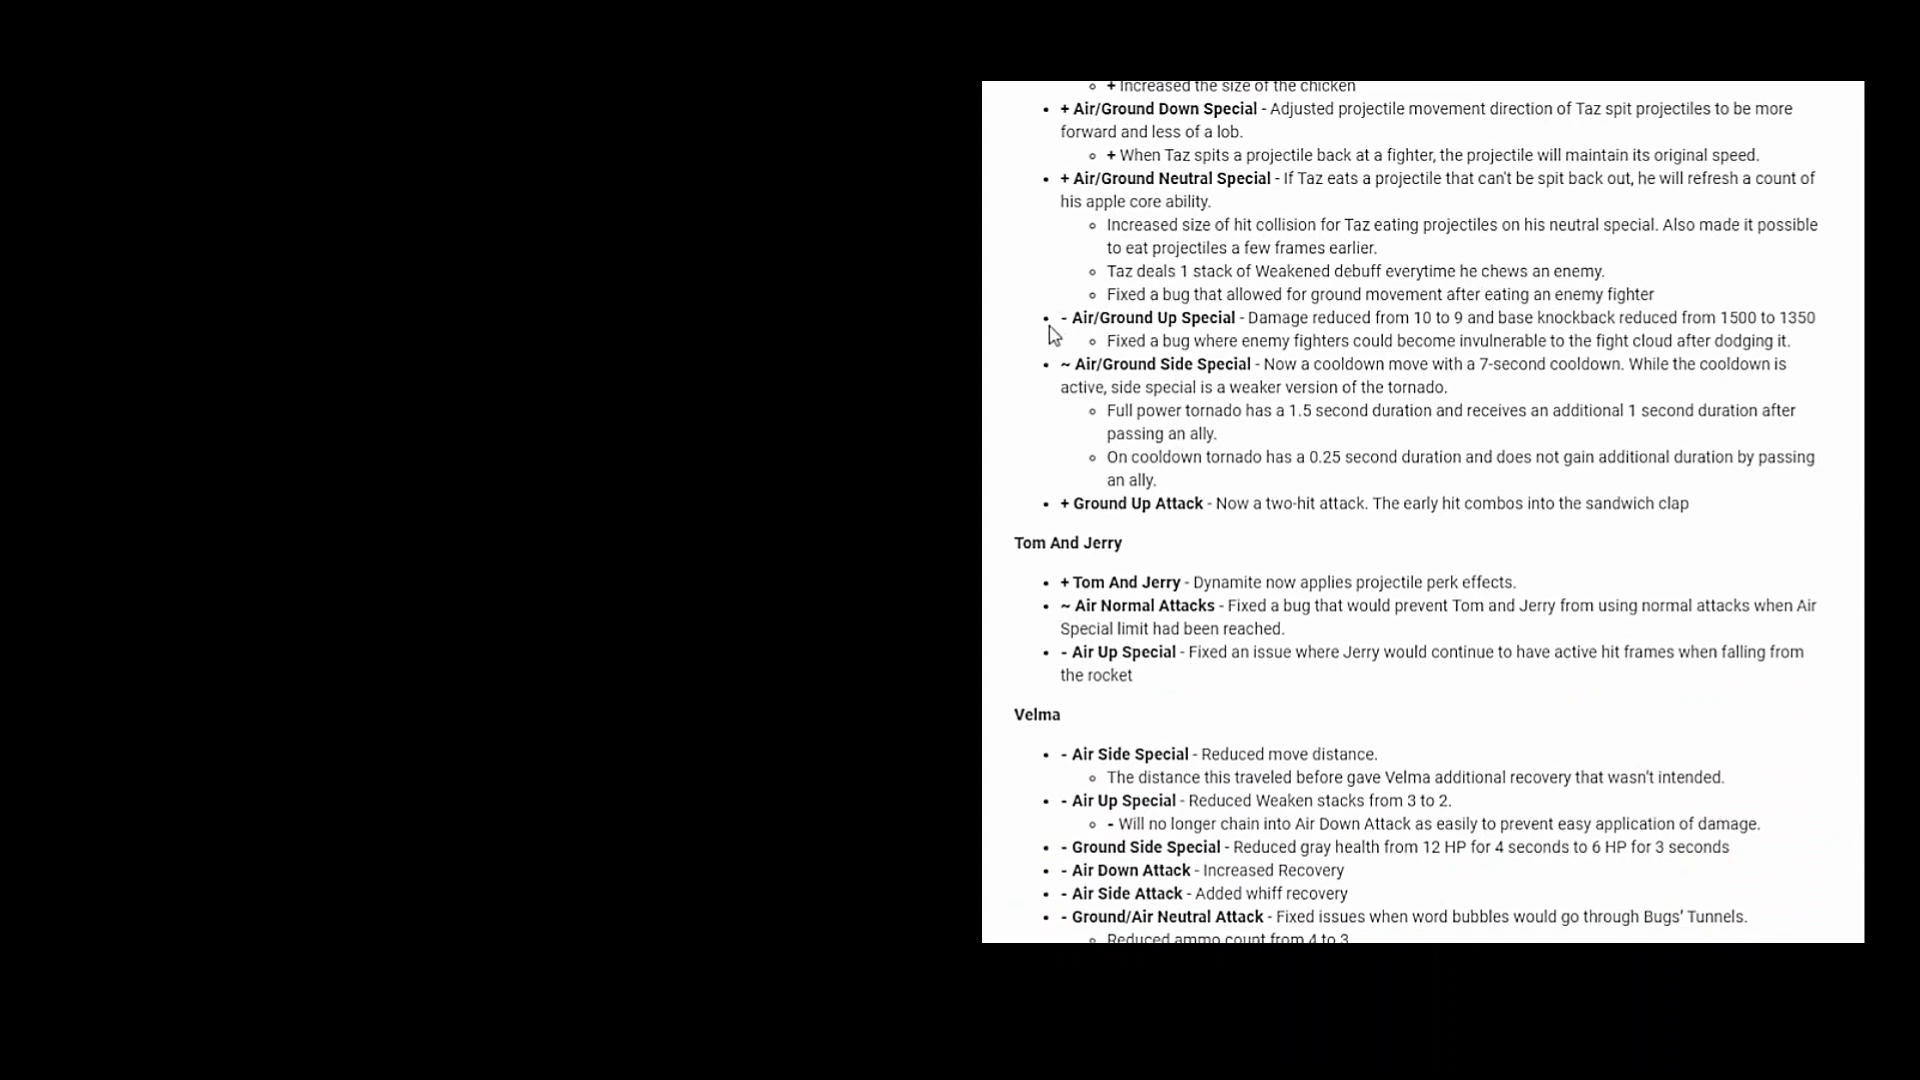 + Increased the size of the chicken
+ Air/Ground Down Special - Adjusted projectile movement direction of Taz spit projectiles to be more
forward and less of a lob.
+ When Taz spits a projectile back at a fighter, the projectile will maintain its original speed.
+ Air/Ground Neutral Special - If Taz eats a projectile that can't be spit back out, he will refresh a count of
his apple core ability.
Increased size of hit collision for Taz eating projectiles on his neutral special. Also made it possible
to eat projectiles a few frames earlier.
Taz deals 1 stack of Weakened debuff everytime he chews an enemy.
Fixed a bug that allowed for ground movement after eating an enemy fighter
- Air/Ground Up Special - Damage reduced from 10 to 9 and base knockback reduced from 1500 to 1350
Fixed a bug where enemy fighters could become invulnerable to the fight cloud after dodging it.
~ Air/Ground Side Special - Now a cooldown move with a 7-second cooldown. While the cooldown is
active, side special is a weaker version of the tornado.
Full power tornado has a 1.5 second duration and receives an additional 1 second duration after
passing an ally.
On cooldown tornado has a 0.25 second duration and does not gain additional duration by passing
an ally.
+ Ground Up Attack - Now a two-hit attack. The early hit combos into the sandwich clap
Tom And Jerry
+ Tom And Jerry - Dynamite now applies projectile perk effects.
~ Air Normal Attacks - Fixed a bug that would prevent Tom and Jerry from using normal attacks when Air
Special limit had been reached.
- Air Up Special - Fixed an issue where Jerry would continue to have active hit frames when falling from
the rocket
Velma
- Air Side Special - Reduced move distance.
The distance this traveled before gave Velma additional recovery that wasn't intended.
- Air Up Special - Reduced Weaken stacks from 3 to 2.
- Will no longer chain into Air Down Attack as easily to prevent easy application of damage.
- Ground Side Special - Reduced gray health from 12 HP for 4 seconds to 6 HP for 3 seconds
- Air Down Attack - Increased Recovery
- Air Side Attack - Added whiff recovery
- Ground/Air Neutral Attack - Fixed issues when word bubbles would go through Bugs' Tunnels.
Reduced ammo count from 4 to 3